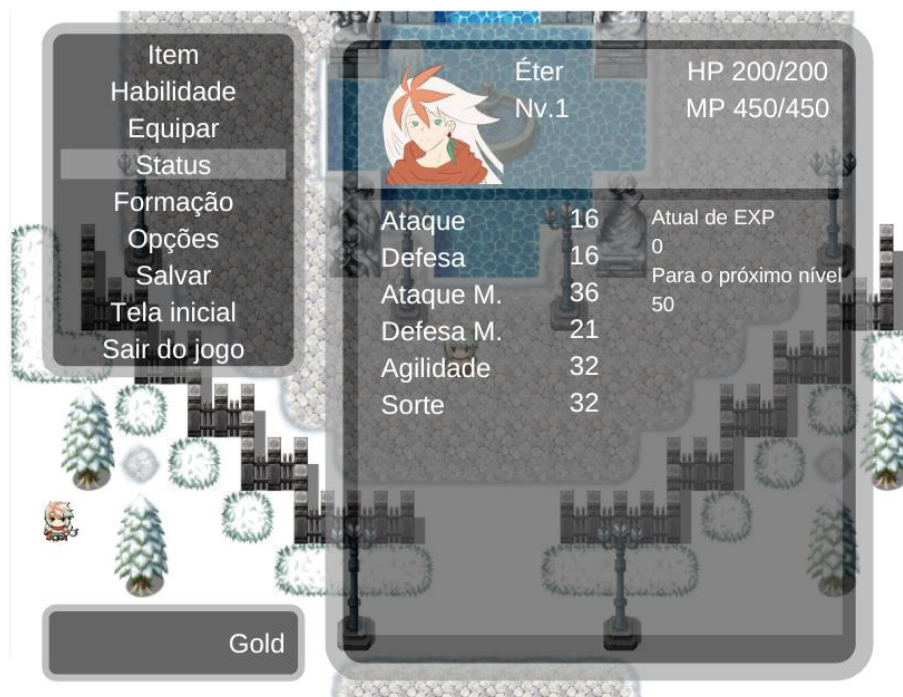 Item
Habilidade
Equipar
Status
Formação
Opções
Salvar
Tela inicial
Sair do jogo
Éter HP 200/200
Nv.1 MP 450/450
Ataque 16
Defesa 16
Ataque M. 36
Defesa M. 21
Agilidade 32
Sorte 32
Atual de EXP
0
Para o próximo nível
50
Gold